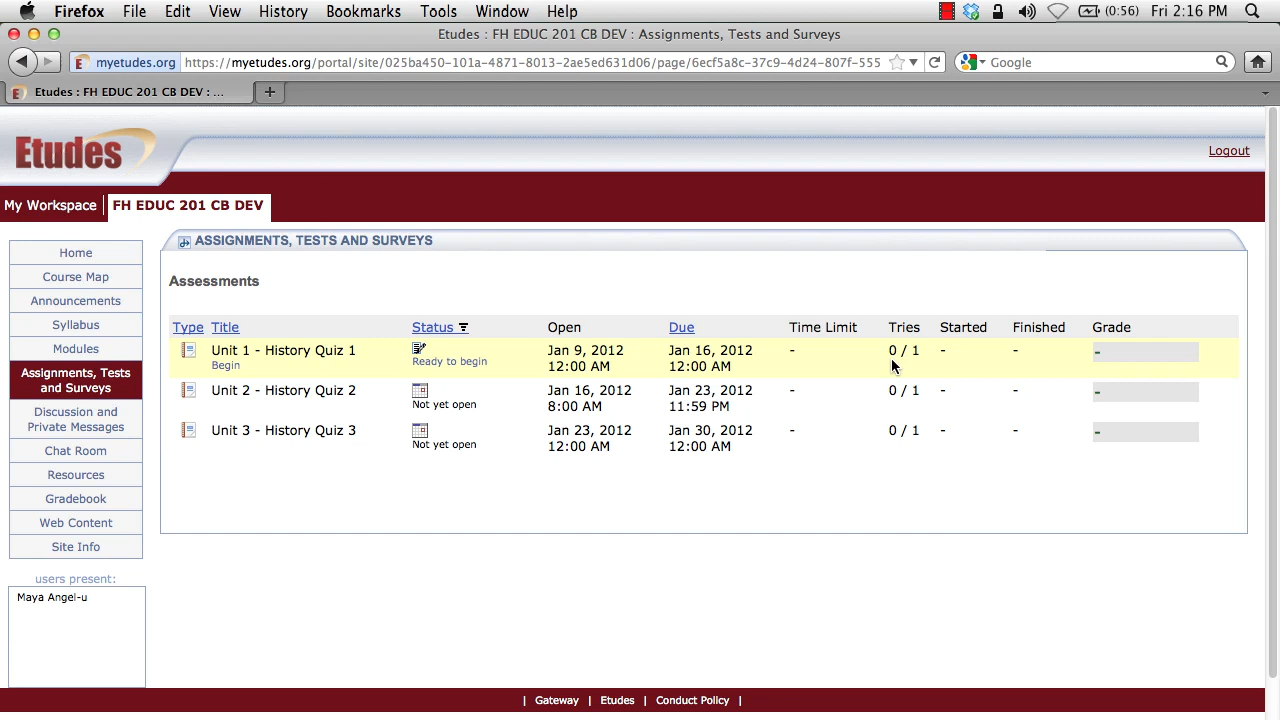 Firefox File Edit View History Bookmarks Tools Window Help (0:56) Fri 2:16 PM
Etudes : FH EDUC 201 CB DEV : Assignments, Tests and Surveys
myetudes.org https://myetudes.org/portal/site/025ba450-101a-4871-8913-2ae5ed631d06/page/665f5a8c-37c9-4d24-807f-555 Google
Etudes : FH EDUC 201 CB DEV : ...
Etudes
Logout
My Workspace FH EDUC 201 CB DEV
Home
Course Map
Announcements
Syllabus
Modules
Assignments, Tests
and Surveys
Discussion and
Private Messages
Chat Room
Resources
Gradebook
Web Content
Site Info
users present:
Maya Angel-u
ASSIGNMENTS, TESTS AND SURVEYS
Assessments
Type Title Status Open Due Time Limit Tries Started Finished Grade
Unit 1 - History Quiz 1 Jan 9, 2012 Jan 16, 2012 - 0 / 1 - - -
Begin Ready to begin 12:00 AM 12:00 AM
Unit 2 - History Quiz 2 Jan 16, 2012 Jan 23, 2012 - 0 / 1 - - -
Not yet open 8:00 AM 11:59 PM
Unit 3 - History Quiz 3 Jan 23, 2012 Jan 30, 2012 - 0 / 1 - - -
Not yet open 12:00 AM 12:00 AM
| Gateway | Etudes | Conduct Policy |